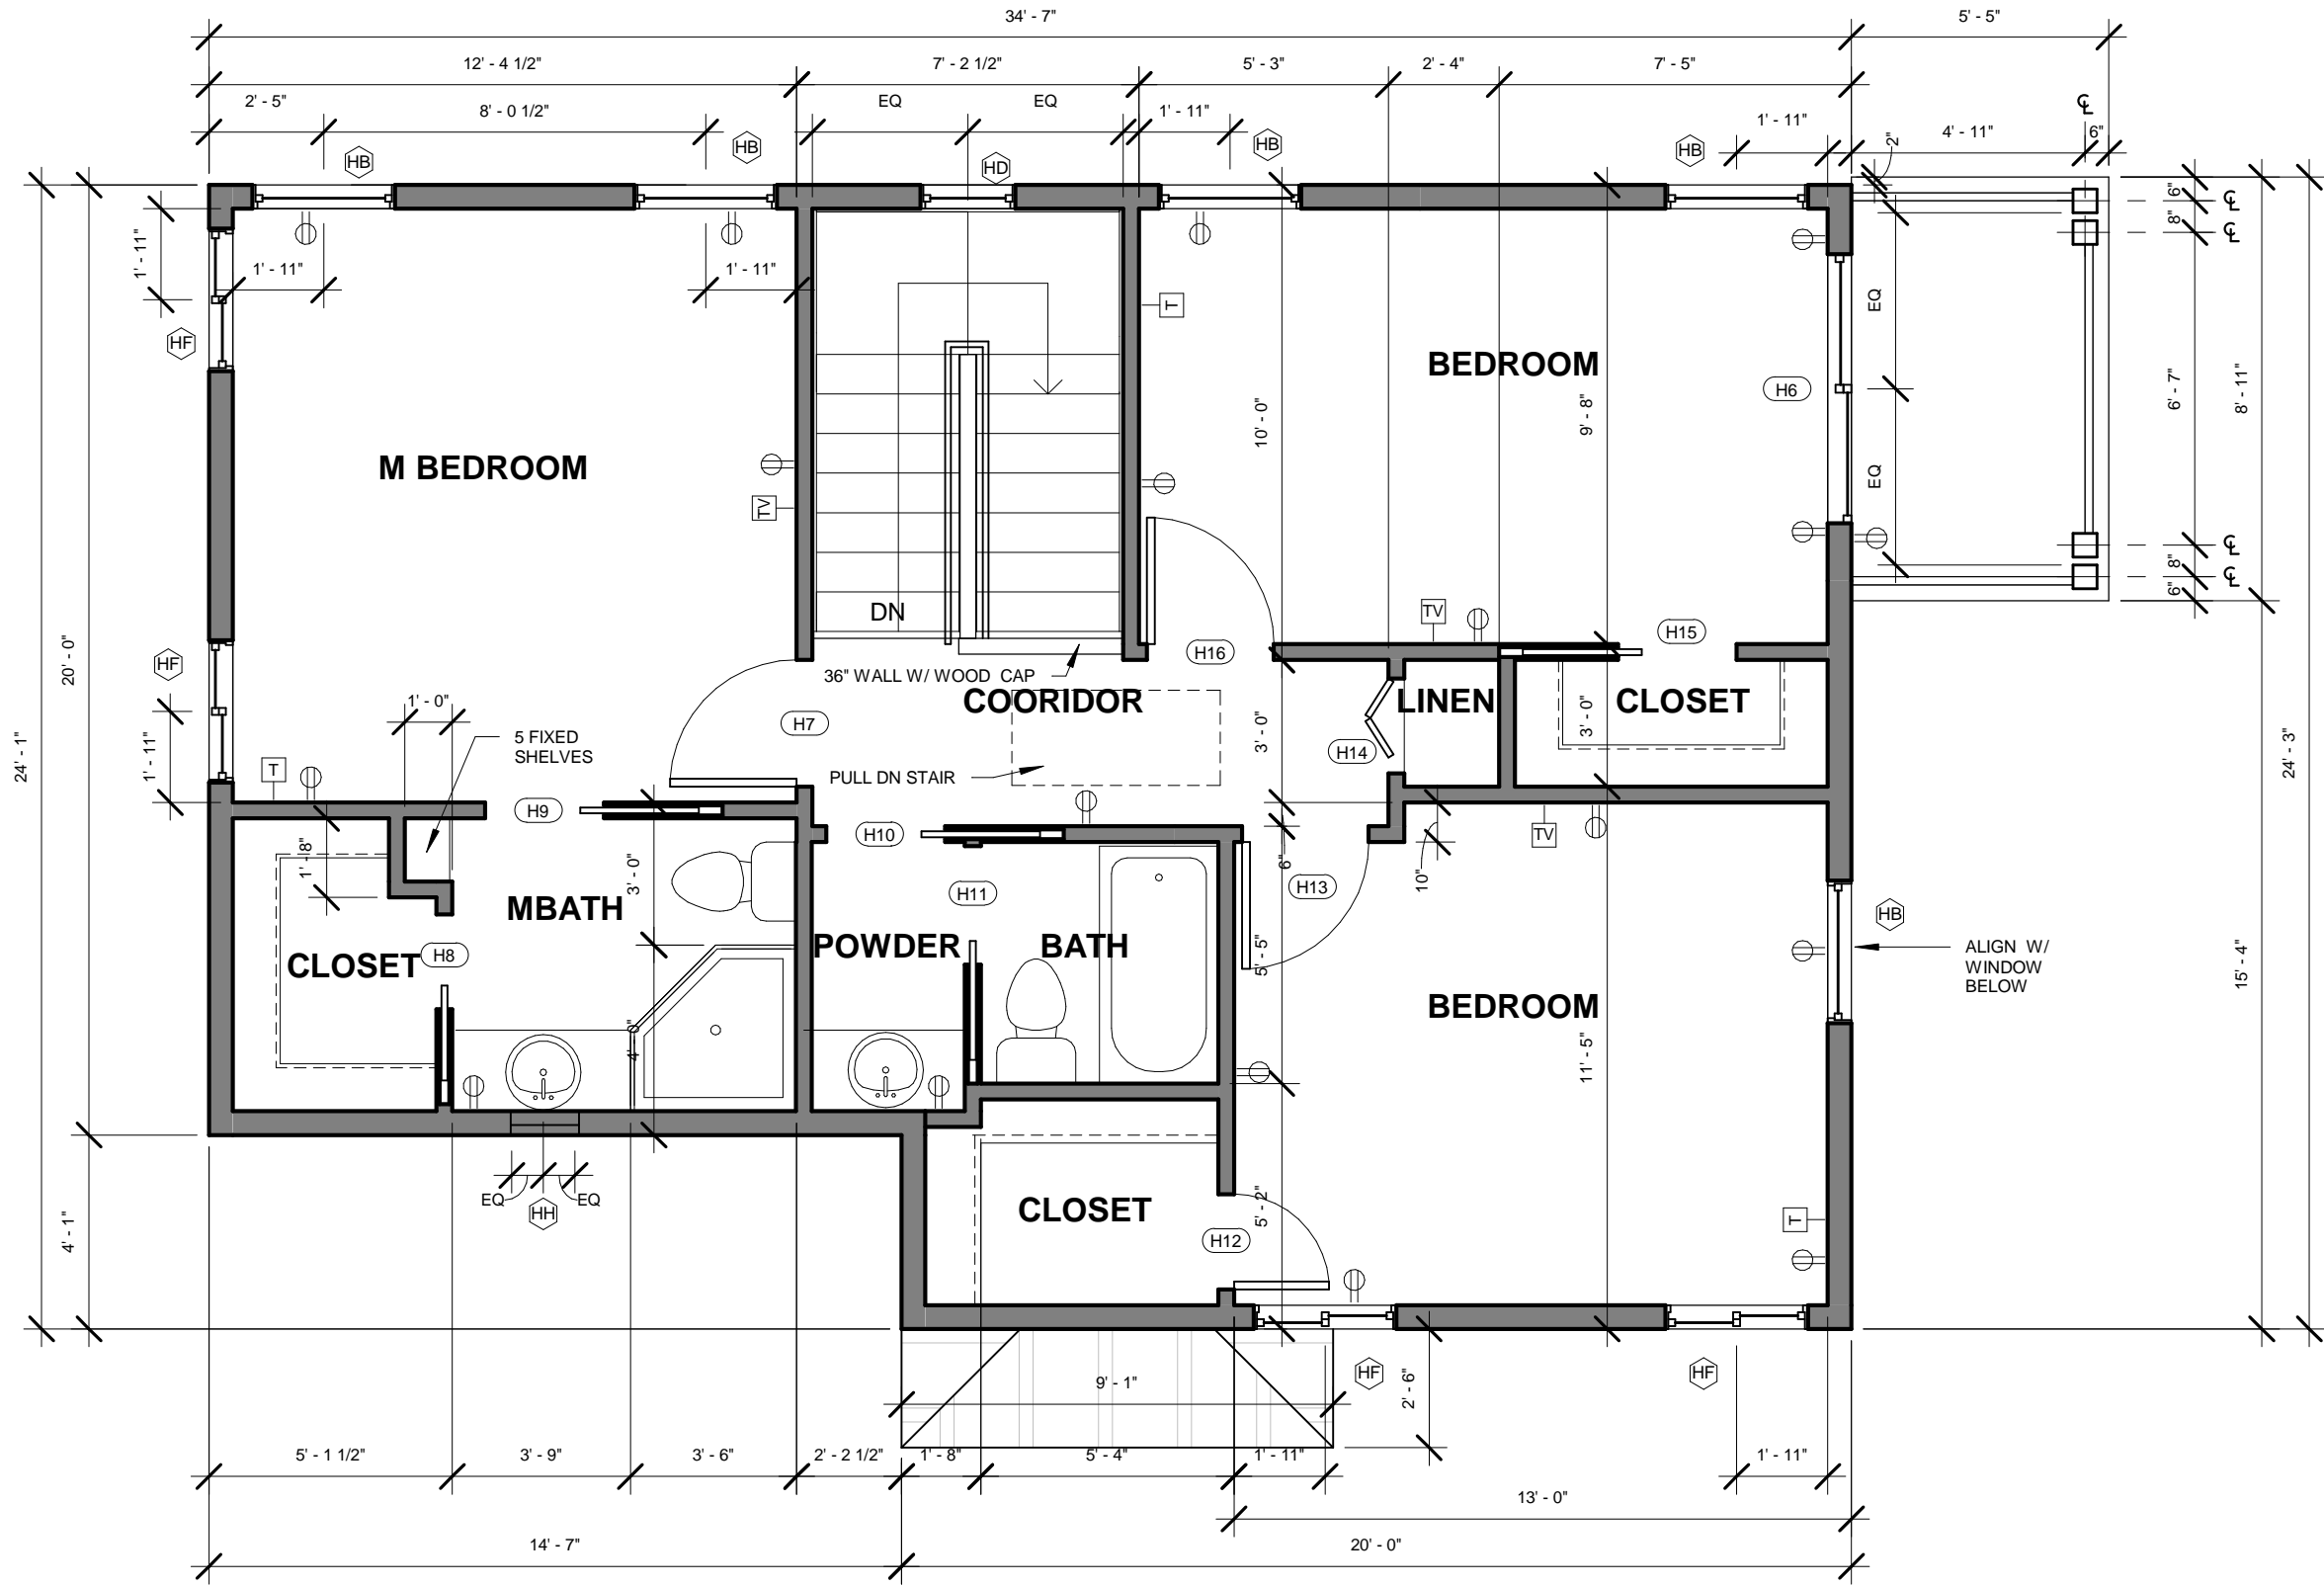 34' - 7"
5' - 5"
12' - 4 1/2"
7' - 2 1/2"
5' - 3"
2' - 4"
7' - 5"
2' - 5"
8' - 0 1/2"
EQ
EQ
1' - 11"
1' - 11"
4' - 11"
6"
2"
HB
HB
HD
HB
HB
6"
8"
1' - 11"
1' - 11"
1' - 11"
HF
T
EQ
BEDROOM
H6
10' - 0"
9' - 8"
6' - 7"
8' - 11"
M BEDROOM
TV
EQ
8"
6"
DN
TV
H15
H16
20' - 0"
HF
36" WALL W/ WOOD CAP
COORIDOR
LINEN
CLOSET
1' - 0"
H7
5 FIXED
SHELVES
3' - 0"
H14
3' - 0"
24' - 1"
1' - 11"
T
PULL DN STAIR
24' - 3"
H9
H10
TV
1' - 8"
3' - 0"
6"
10"
H13
H11
MBATH
HB
POWDER
BATH
CLOSET
H8
5' - 5"
ALIGN W/
WINDOW
BELOW
15' - 4"
BEDROOM
4' - "
11' - 5"
EQ
EQ
HH
CLOSET
5' - 2"
H12
T
4' - 1"
9' - 1"
HF
2' - 6"
HF
5' - 1 1/2"
3' - 9"
3' - 6"
2' - 2 1/2"
1' - 8"
5' - 4"
1' - 11"
1' - 11"
13' - 0"
14' - 7"
20' - 0"